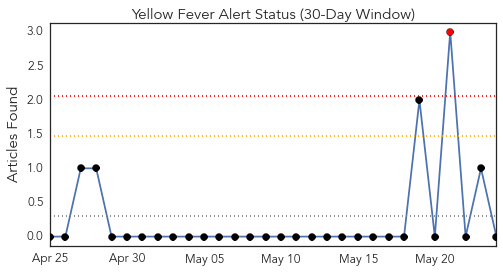 Yellow Fever Alert Status (30-Day Window)
Articles Found
3.0
2.5
2.0
1.5
1.0
0.5
0.0
Apr 25 Apr 30 May 05 May 10 May 15 May 20